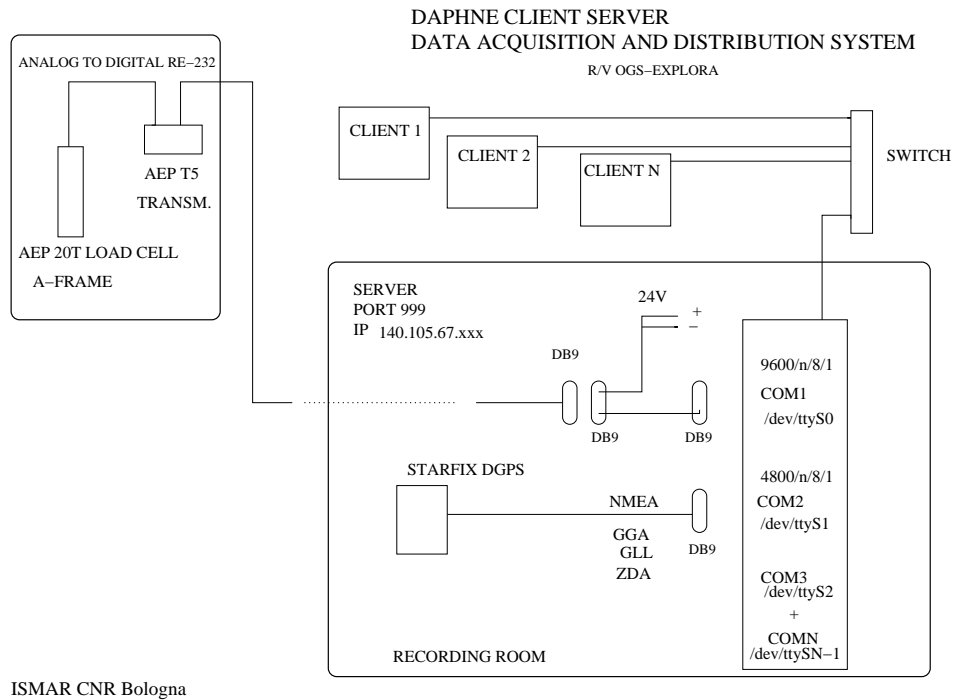 DAPHNE CLIENT SERVER
DATA ACQUISITION AND DISTRIBUTION SYSTEM
R/V OGS−EXPLORA
ANALOG TO DIGITAL RE−232
AEP T5
TRANSM.
AEP 20T LOAD CELL
A−FRAME
CLIENT 1
CLIENT 2
CLIENT N
SWITCH
SERVER
PORT 999
IP 140.105.67.xxx
24V
+
−
DB9
DB9
DB9
9600/n/8/1
COM1
/dev/ttyS0
STARFIX DGPS
NMEA
GGA
GLL
ZDA
DB9
4800/n/8/1
COM2
/dev/ttyS1
COM3
/dev/ttyS2
+
COMN
/dev/ttySN−1
RECORDING ROOM
ISMAR CNR Bologna